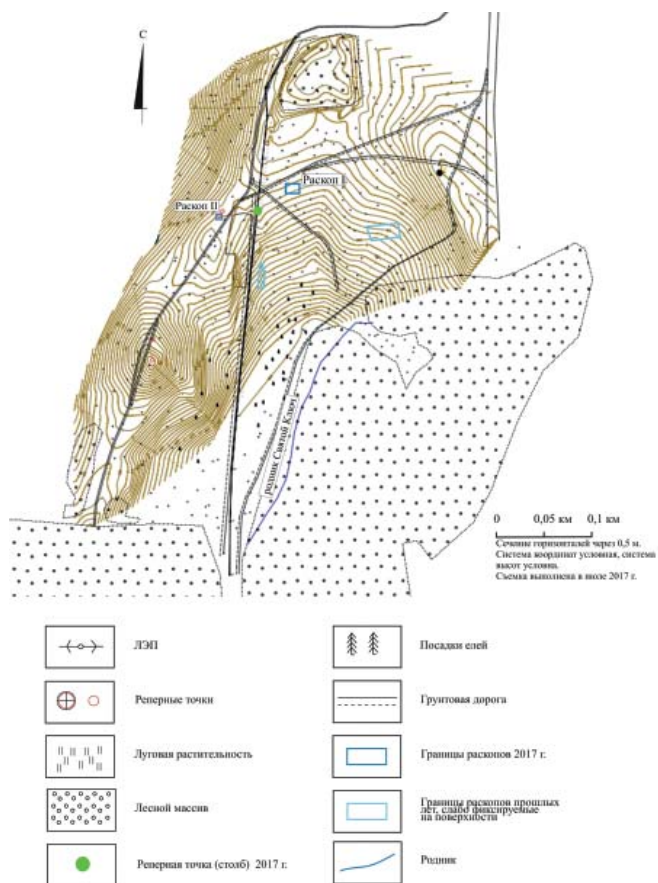 С
Раскоп I
Раскоп II
родник Святой Ключ
0 0,05 км 0,1 км
Сечение горизонталей через 0,5 м.
Система координат условная, система
высот условна.
Съемка выполнена в июле 2017 г.
ЛЭП
Посадки елей
Реперные точки
Грунтовая дорога
Луговая растительность
Границы раскопов 2017 г.
Лесной массив
Границы раскопов прошлых
лет, слабо фиксируемые
на поверхности
Реперная точка (столб) 2017 г.
Родник